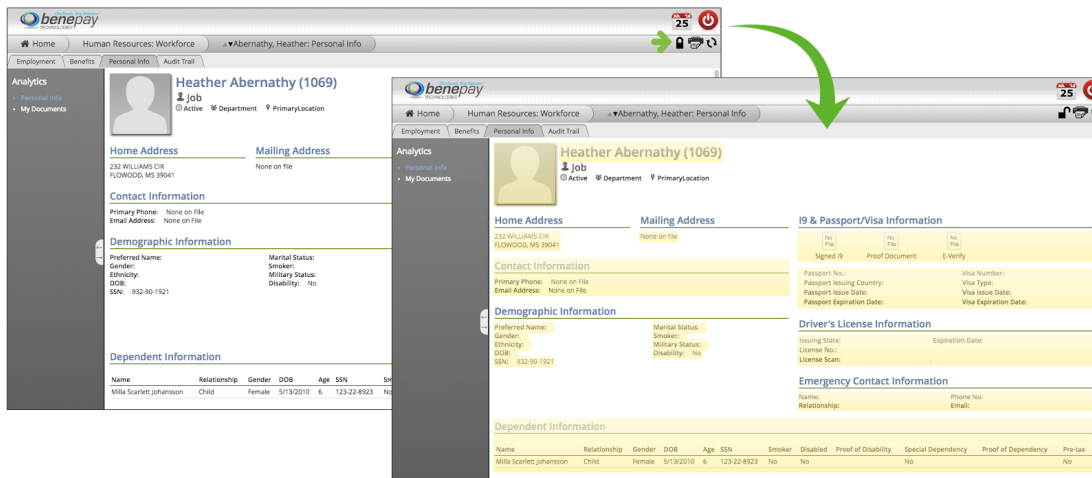 benepay
TECHNOLOGIES
25
Home
Human Resources: Workforce
▲▼Abernathy, Heather: Personal Info
Employment
Benefits
Personal Info
Audit Trail
Analytics
• Personal Info
• My Documents
Heather Abernathy (1069)
Job
Active Department PrimaryLocation
Home Address
Mailing Address
232 WILLIAMS CIR
FLOWOOD, MS 39041
None on file
Contact Information
Primary Phone: None on File
Email Address: None on File
Demographic Information
Preferred Name:
Gender:
Ethnicity:
DOB:
SSN: 932-90-1921
Marital Status:
Smoker:
Military Status:
Disability: No
Dependent Information
Name Relationship Gender DOB Age SSN
Milla Scarlett Johansson Child Female 5/13/2010 6 123-22-8923
benepay
TECHNOLOGIES
25
Home
Human Resources: Workforce
▲▼Abernathy, Heather: Personal Info
Employment
Benefits
Personal Info
Audit Trail
Analytics
• Personal Info
• My Documents
Heather Abernathy (1069)
Job
Active Department PrimaryLocation
Home Address
Mailing Address
232 WILLIAMS CIR
FLOWOOD, MS 39041
None on file
Contact Information
Primary Phone: None on File
Email Address: None on File
Demographic Information
Preferred Name:
Gender:
Ethnicity:
DOB:
SSN: 932-90-1921
Marital Status:
Smoker:
Military Status:
Disability: No
I9 & Passport/Visa Information
No File
No File
No File
Signed I9
Proof Document
E-Verify
Passport No.:
Passport Issuing Country:
Passport Issue Date:
Passport Expiration Date:
Visa Number:
Visa Type:
Visa Issue Date:
Visa Expiration Date:
Driver's License Information
Issuing State:
Expiration Date:
License No.:
License Scan:
Emergency Contact Information
Name:
Phone No:
Relationship:
Email:
Dependent Information
Name Relationship Gender DOB Age SSN Smoker Disabled Proof of Disability Special Dependency Proof of Dependency Pre-tax
Milla Scarlett Johansson Child Female 5/13/2010 6 123-22-8923 No No No No